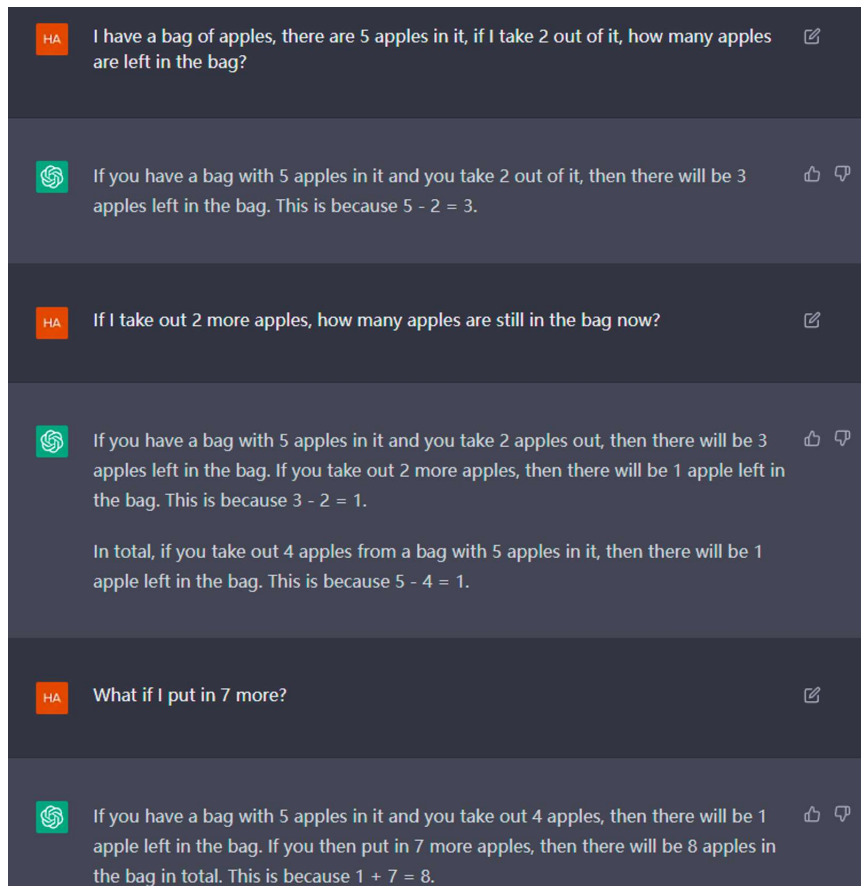 HA
I have a bag of apples, there are 5 apples in it, if I take 2 out of it, how many apples
are left in the bag?
If you have a bag with 5 apples in it and you take 2 out of it, then there will be 3
apples left in the bag. This is because 5 - 2 = 3.
HA
If I take out 2 more apples, how many apples are still in the bag now?
If you have a bag with 5 apples in it and you take 2 apples out, then there will be 3
apples left in the bag. If you take out 2 more apples, then there will be 1 apple left in
the bag. This is because 3 - 2 = 1.
In total, if you take out 4 apples from a bag with 5 apples in it, then there will be 1
apple left in the bag. This is because 5 - 4 = 1.
HA
What if I put in 7 more?
If you have a bag with 5 apples in it and you take out 4 apples, then there will be 1
apple left in the bag. If you then put in 7 more apples, then there will be 8 apples in
the bag in total. This is because 1 + 7 = 8.